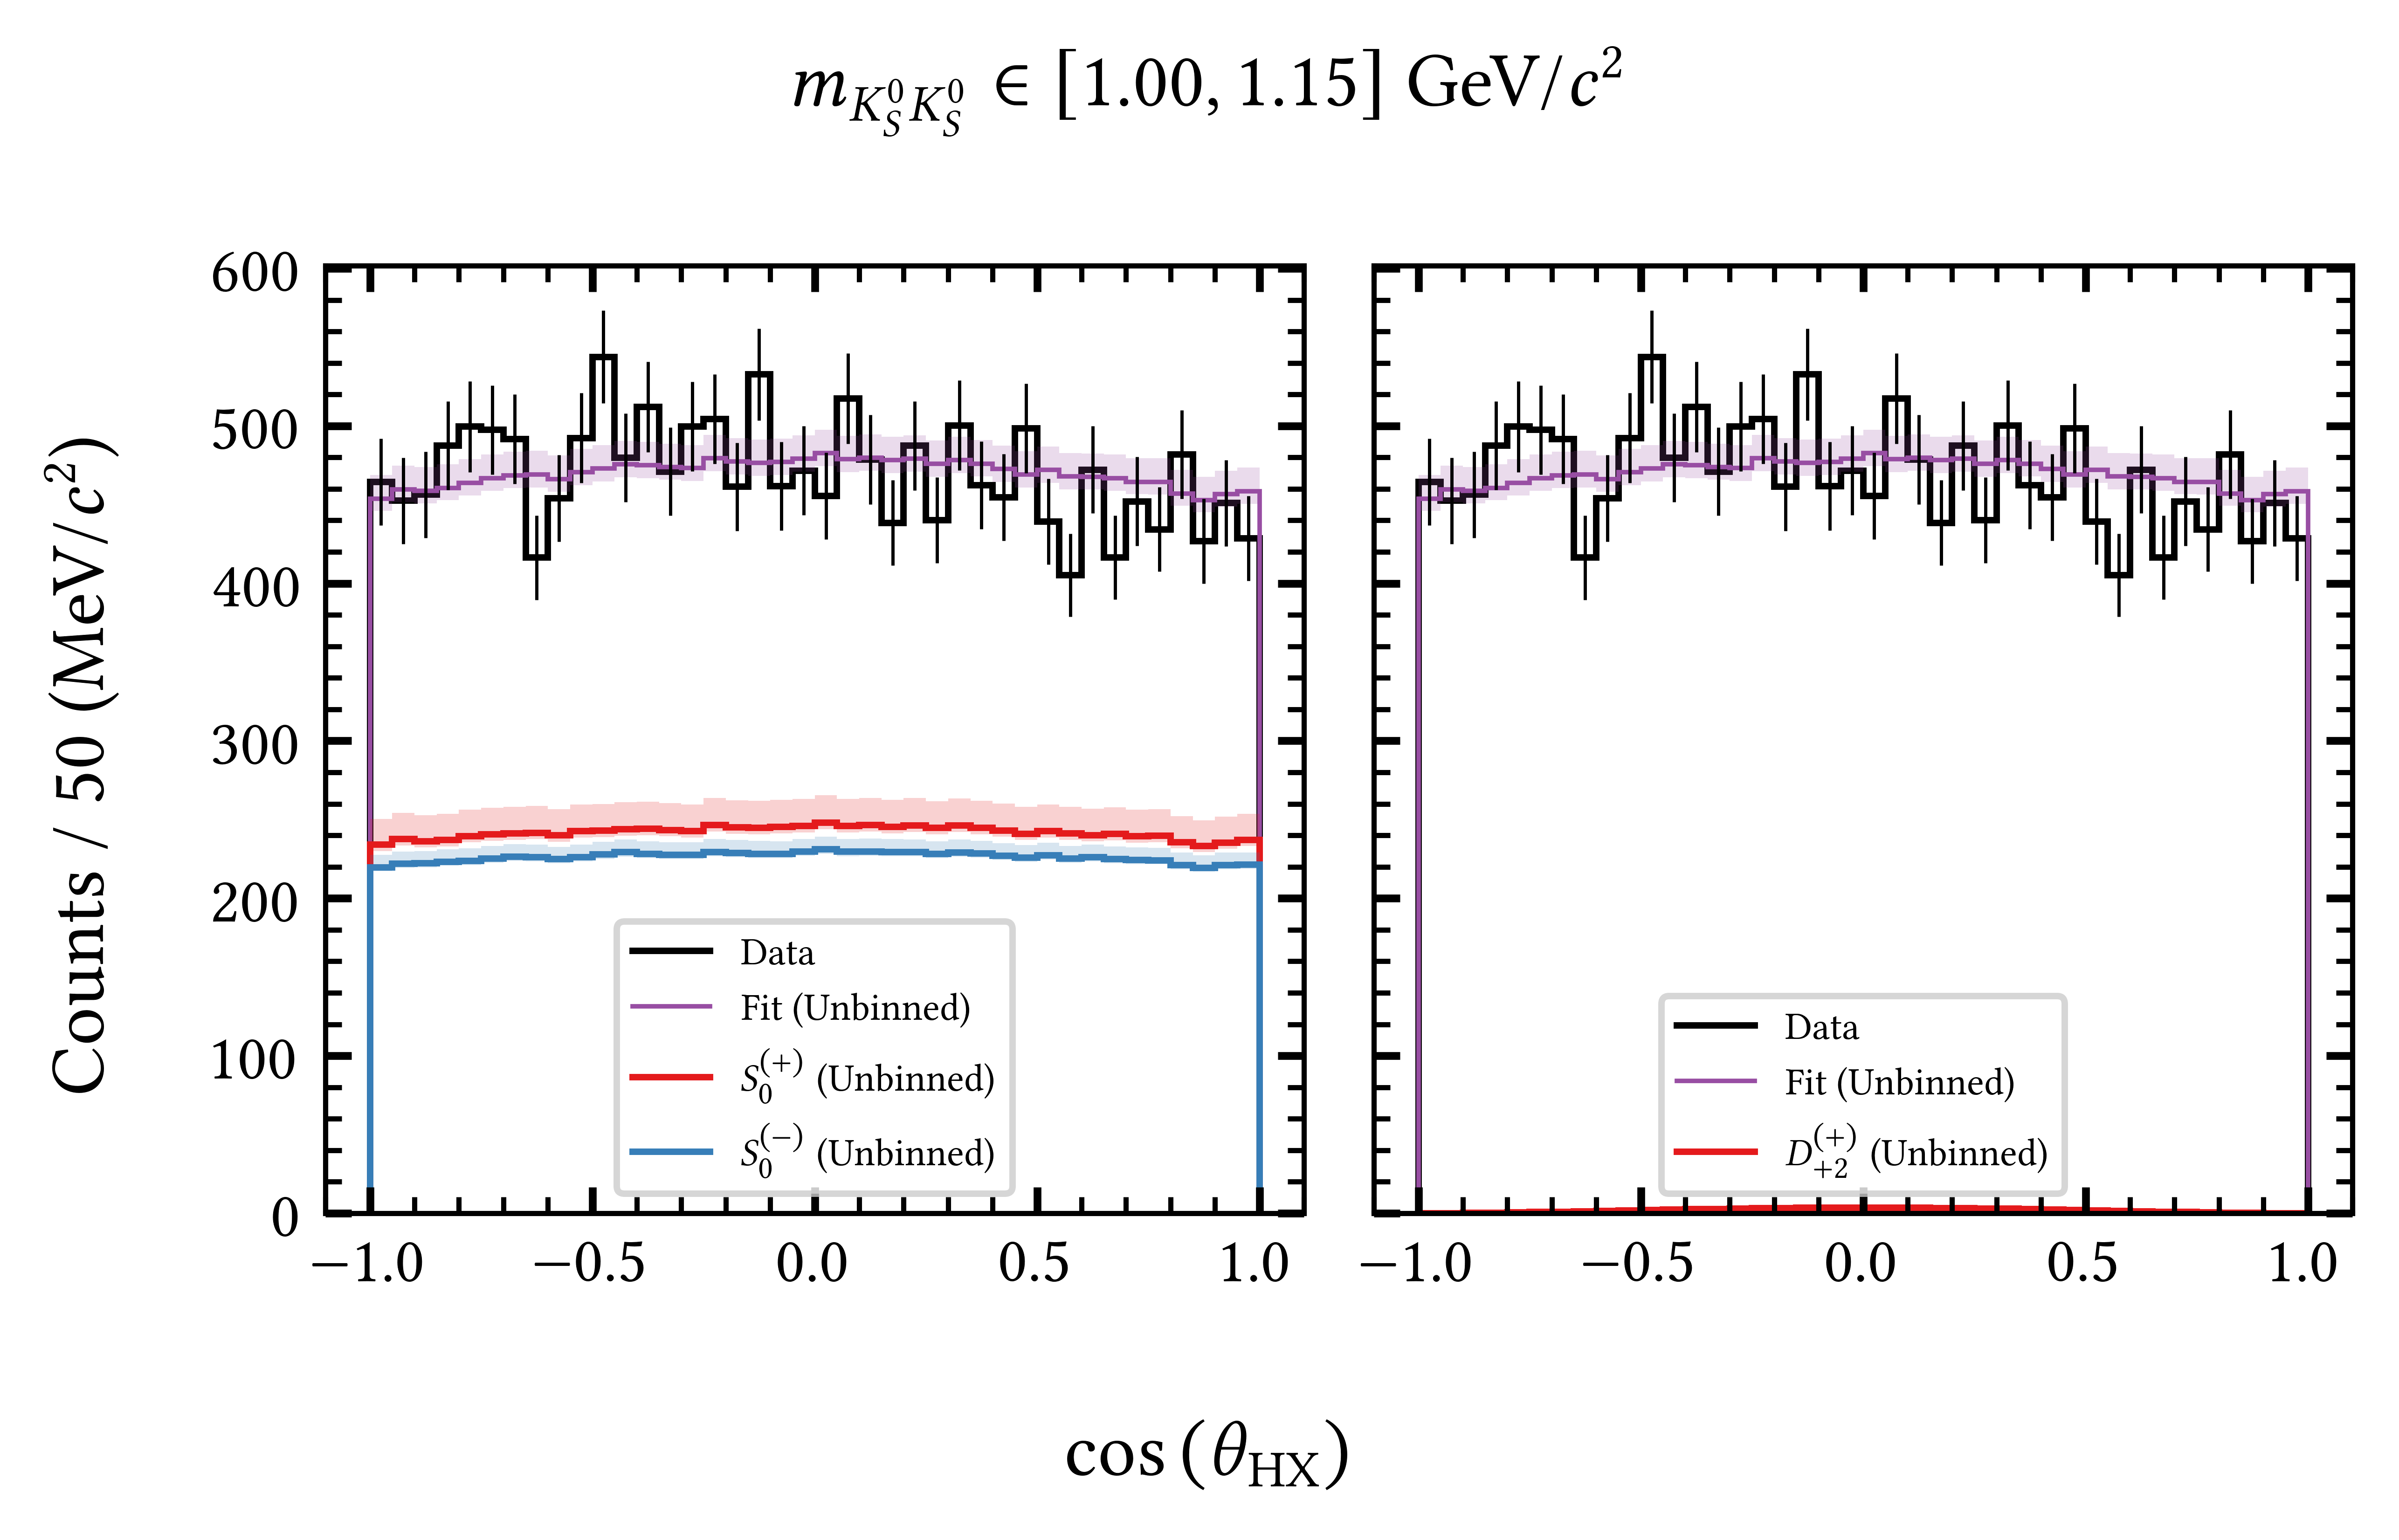 m_{K_S^0 K_S^0} ∈ [1.00, 1.15] GeV/c²
Counts / 50 (MeV/c²)
600
500
400
300
200
100
0
Data
Fit (Unbinned)
S_0^{(+)} (Unbinned)
S_0^{(−)} (Unbinned)
Data
Fit (Unbinned)
D_{+2}^{(+)} (Unbinned)
−1.0 −0.5 0.0 0.5 1.0
−1.0 −0.5 0.0 0.5 1.0
cos (θ_{HX})